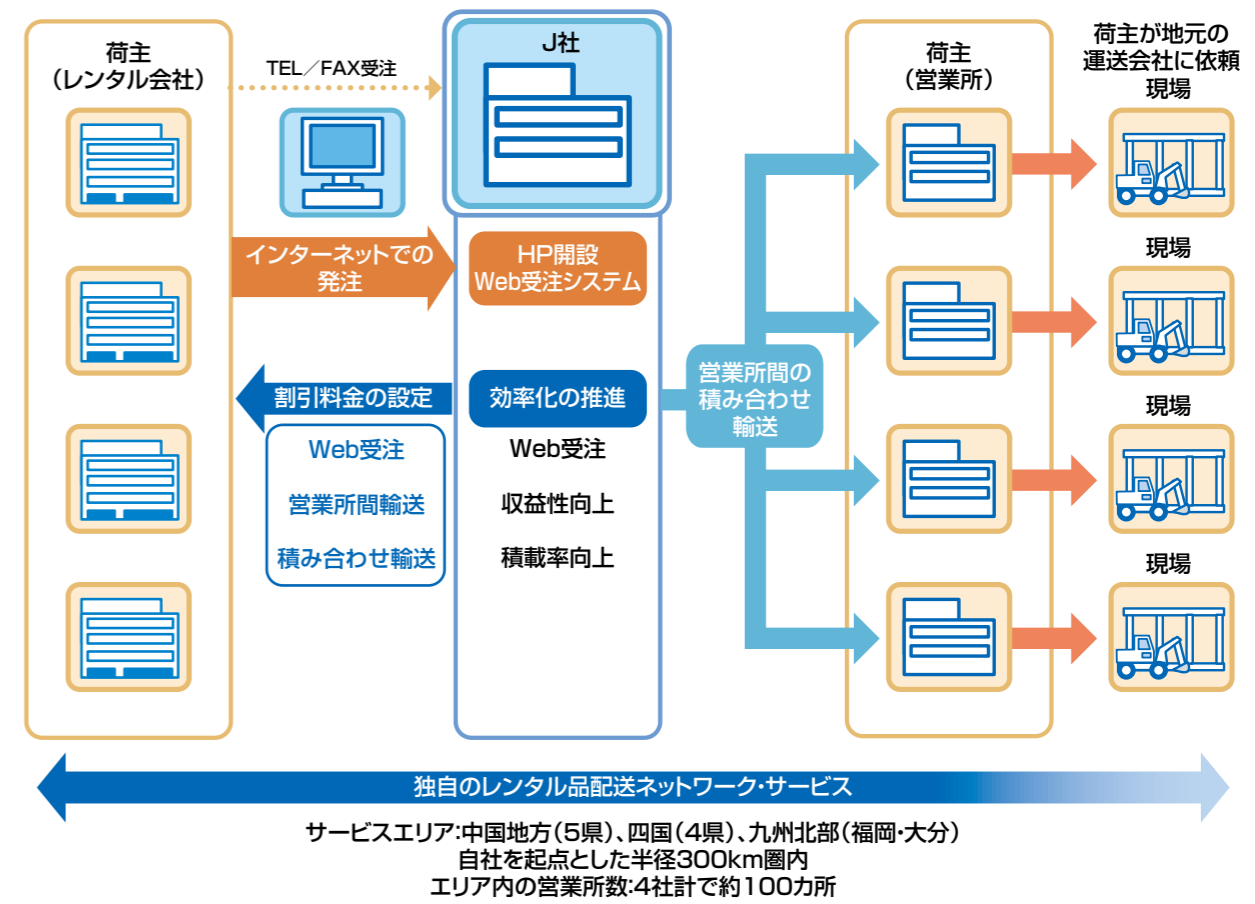 荷主
（レンタル会社）
TEL／FAX受注
J社
荷主
（営業所）
荷主が地元の
運送会社に依頼
現場
インターネットでの
発注
HP開設
Web受注システム
現場
割引料金の設定
効率化の推進
営業所間の
積み合わせ
輸送
現場
Web受注
営業所間輸送
積み合わせ輸送
Web受注
収益性向上
積載率向上
現場
独自のレンタル品配送ネットワーク・サービス
サービスエリア：中国地方（5県）、四国（4県）、九州北部（福岡・大分）
自社を起点とした半径300km圏内
エリア内の営業所数：4社計で約100カ所